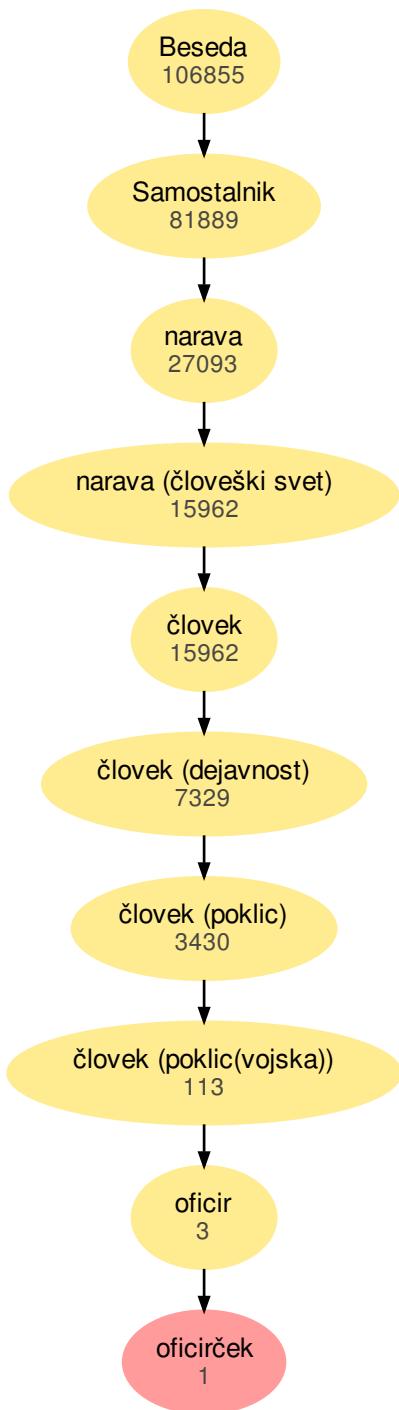 Beseda
106855
Samostalnik
81889
narava
27093
narava (človeški svet)
15962
človek
15962
človek (dejavnost)
7329
človek (poklic)
3430
človek (poklic(vojska))
113
oficir
3
oficirček
1